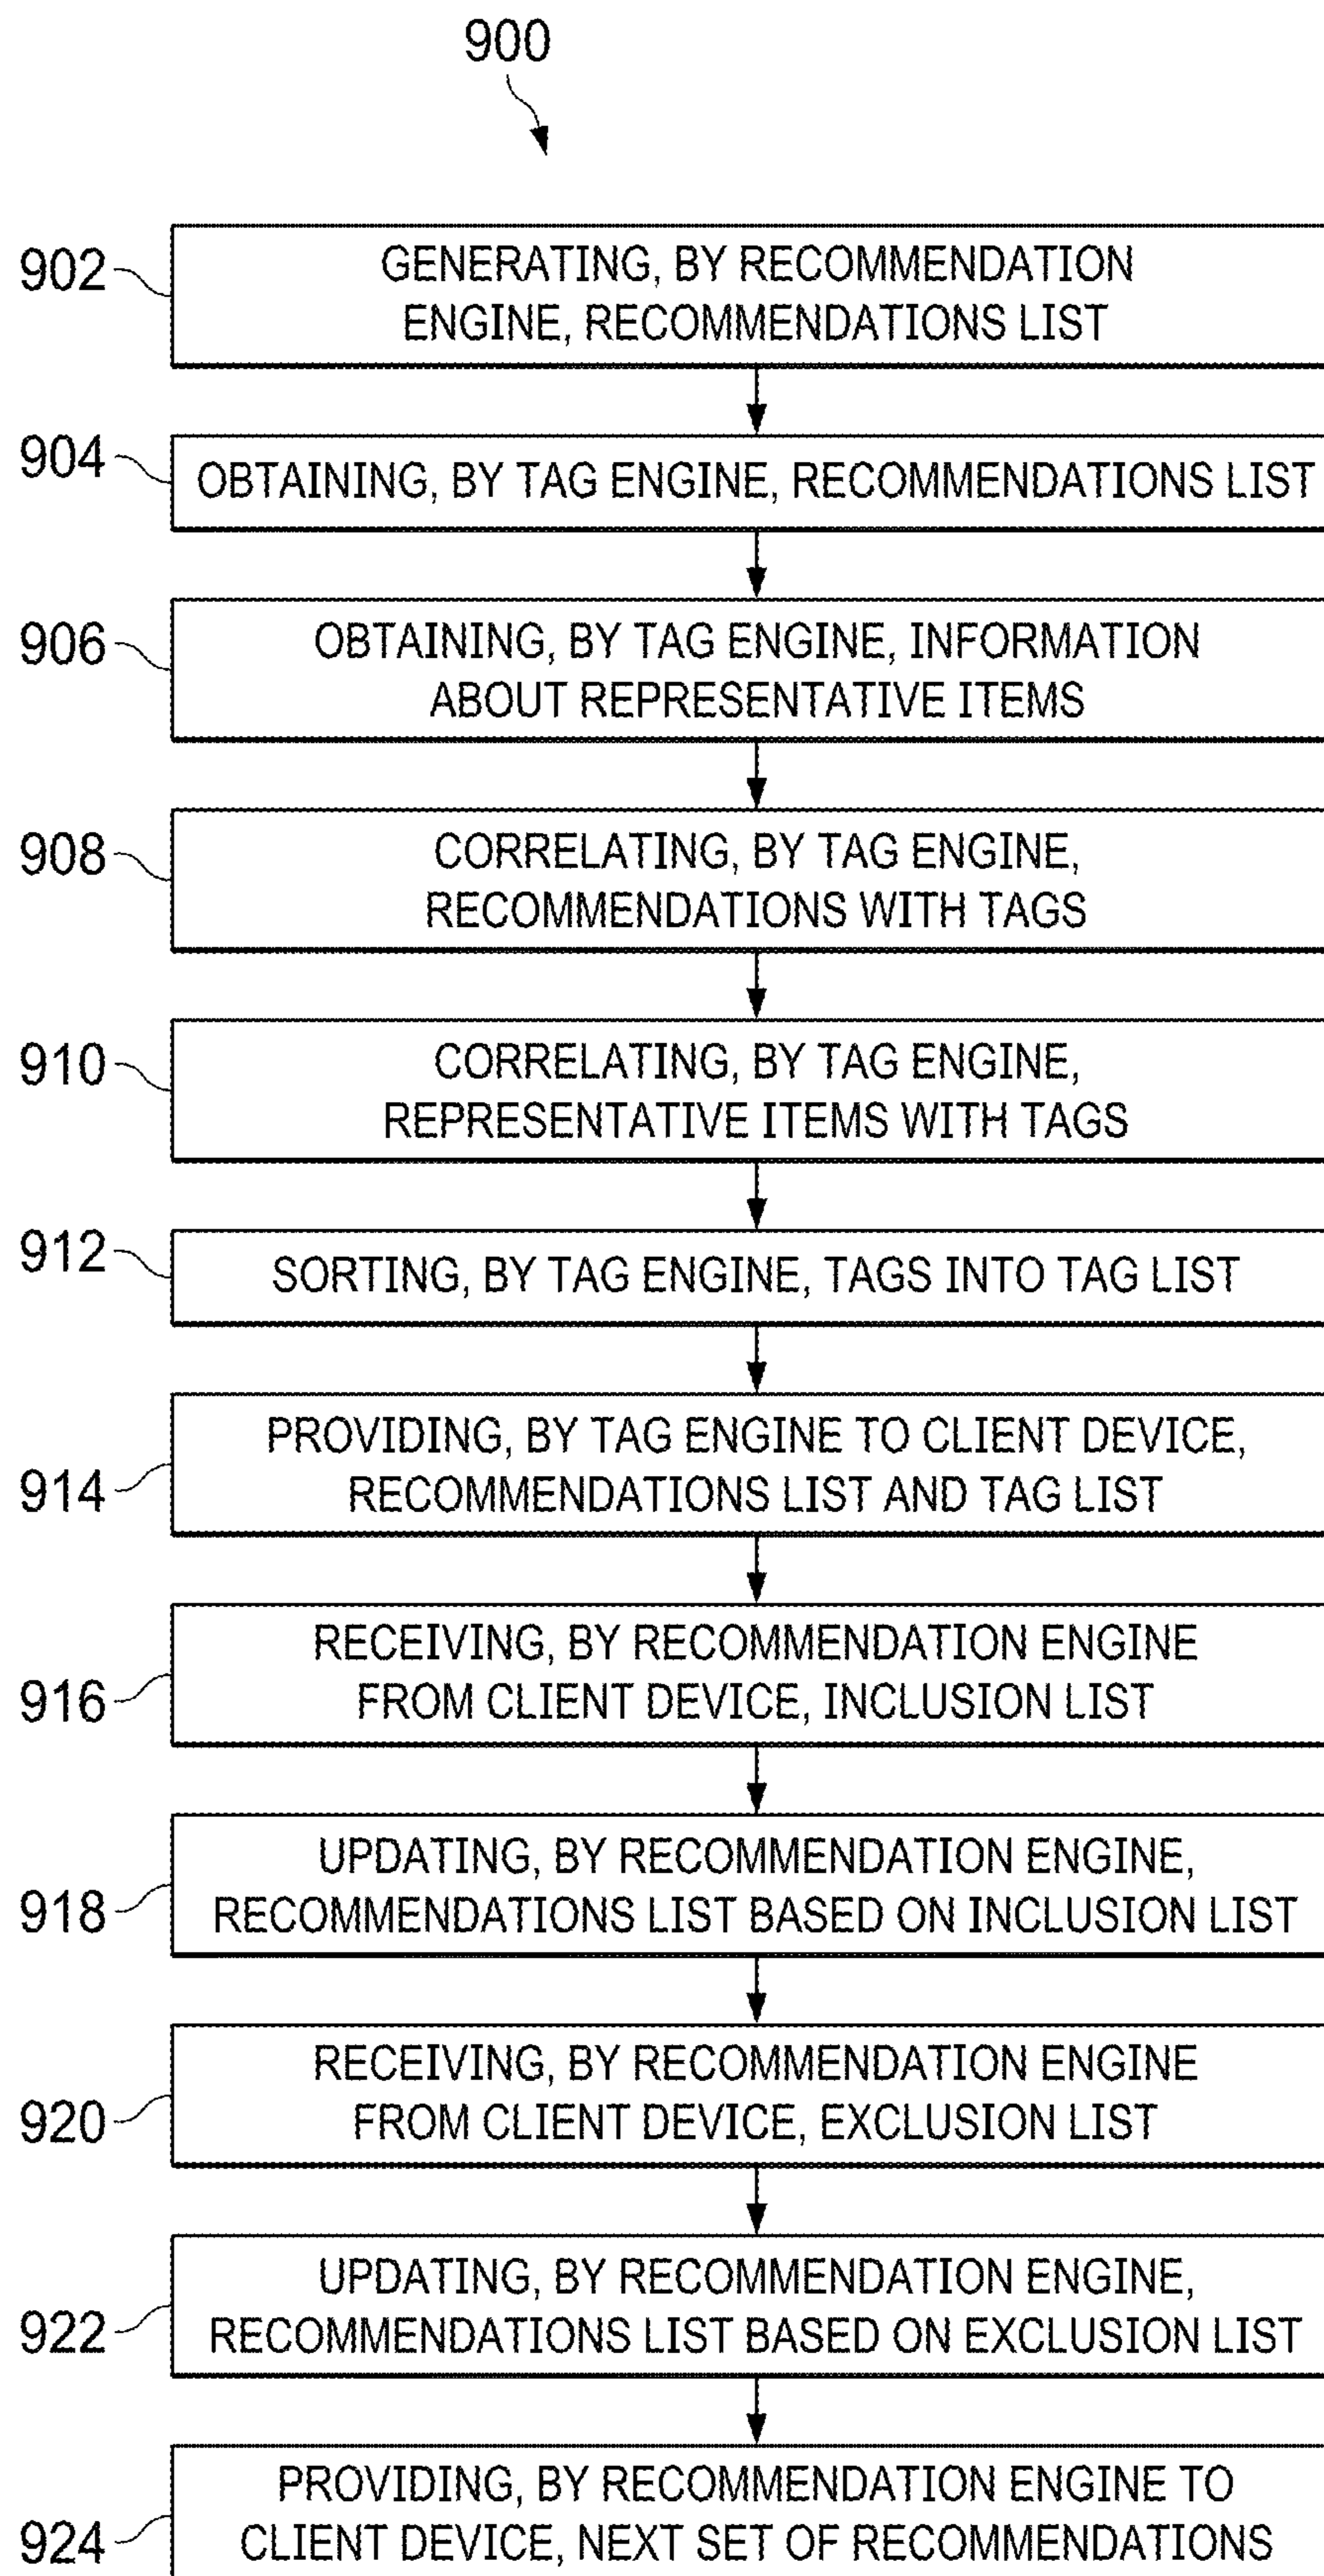 900
902
GENERATING, BY RECOMMENDATION
ENGINE, RECOMMENDATIONS LIST
904
OBTAINING, BY TAG ENGINE, RECOMMENDATIONS LIST
906
OBTAINING, BY TAG ENGINE, INFORMATION
ABOUT REPRESENTATIVE ITEMS
908
CORRELATING, BY TAG ENGINE,
RECOMMENDATIONS WITH TAGS
910
CORRELATING, BY TAG ENGINE,
REPRESENTATIVE ITEMS WITH TAGS
912
SORTING, BY TAG ENGINE, TAGS INTO TAG LIST
914
PROVIDING, BY TAG ENGINE TO CLIENT DEVICE,
RECOMMENDATIONS LIST AND TAG LIST
916
RECEIVING, BY RECOMMENDATION ENGINE
FROM CLIENT DEVICE, INCLUSION LIST
918
UPDATING, BY RECOMMENDATION ENGINE,
RECOMMENDATIONS LIST BASED ON INCLUSION LIST
920
RECEIVING, BY RECOMMENDATION ENGINE
FROM CLIENT DEVICE, EXCLUSION LIST
922
UPDATING, BY RECOMMENDATION ENGINE,
RECOMMENDATIONS LIST BASED ON EXCLUSION LIST
924
PROVIDING, BY RECOMMENDATION ENGINE TO
CLIENT DEVICE, NEXT SET OF RECOMMENDATIONS